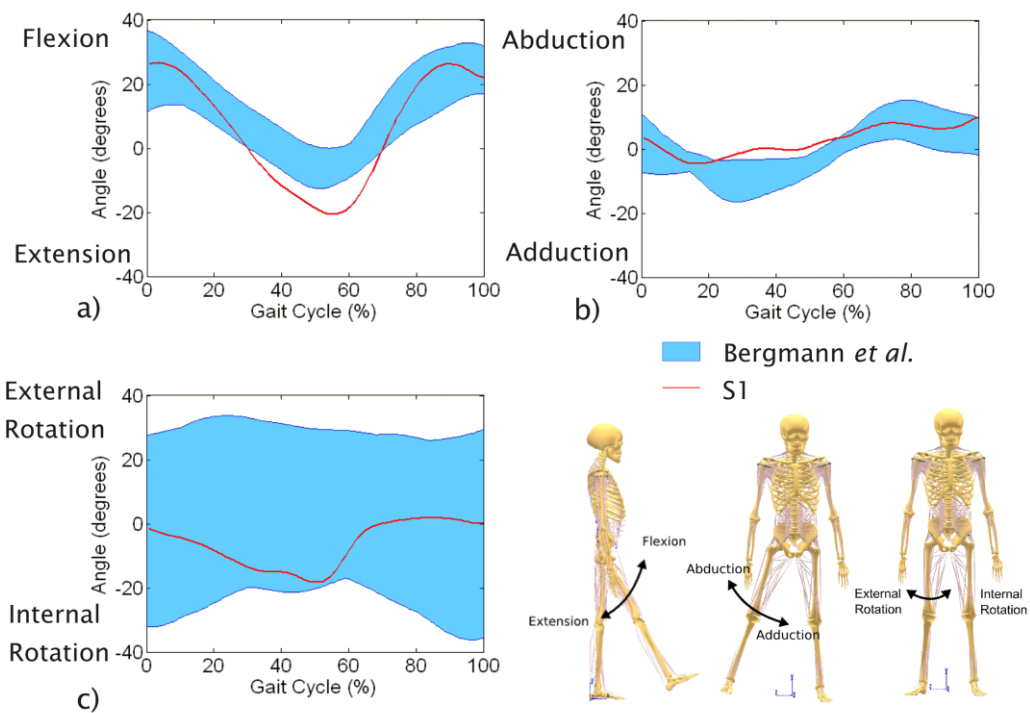 40
Flexion
20
Angle (degrees)
0
-20
Extension
-40
0 20 40 60 80 100
a)
Gait Cycle (%)
40
Abduction
20
Angle (degrees)
0
-20
Adduction
-40
0 20 40 60 80 100
b)
Gait Cycle (%)
Bergmann et al.
S1
External
Rotation
40
20
Angle (degrees)
0
-20
Internal
Rotation
-40
0 20 40 60 80 100
c)
Gait Cycle (%)
Flexion
Extension
Abduction
Adduction
External
Rotation
Internal
Rotation